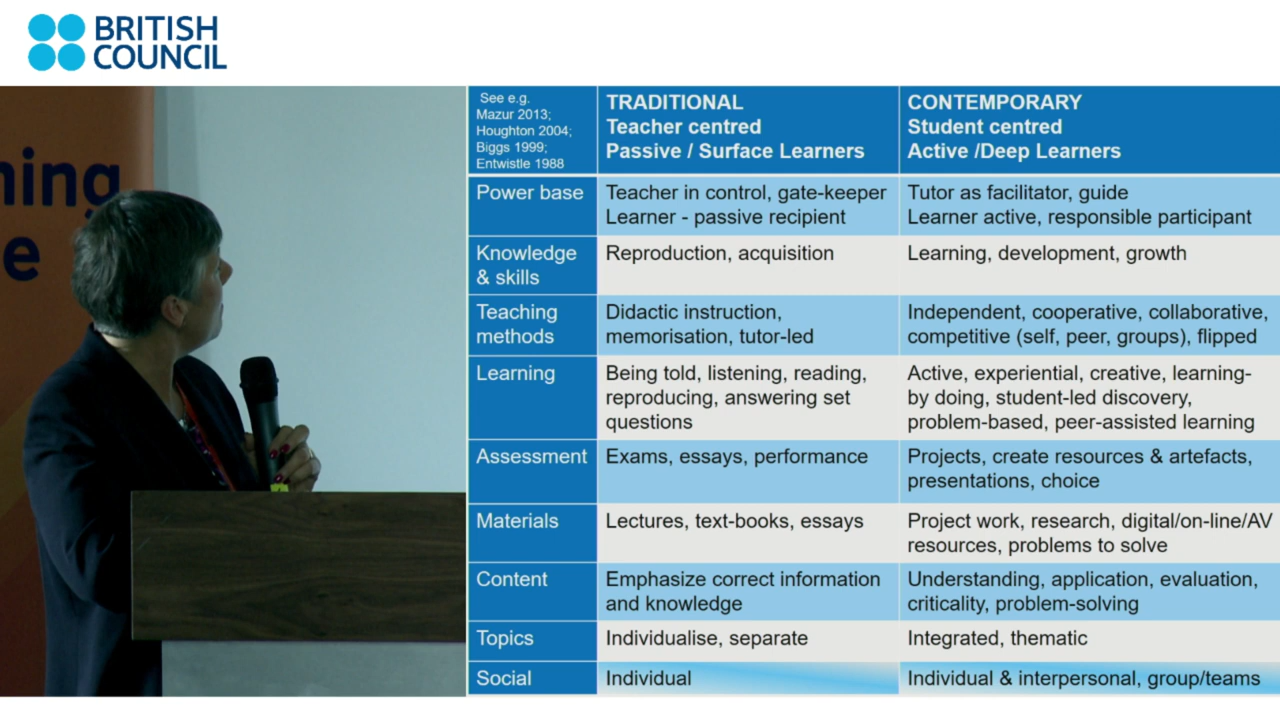 BRITISH
COUNCIL
ning
e
See e.g.
Mazur 2013;
Houghton 2004;
Biggs 1999;
Entwistle 1988
TRADITIONAL
Teacher centred
Passive / Surface Learners
CONTEMPORARY
Student centred
Active /Deep Learners
Power base
Teacher in control, gate-keeper
Learner - passive recipient
Tutor as facilitator, guide
Learner active, responsible participant
Knowledge
& skills
Reproduction, acquisition
Learning, development, growth
Teaching
methods
Didactic instruction,
memorisation, tutor-led
Independent, cooperative, collaborative,
competitive (self, peer, groups), flipped
Learning
Being told, listening, reading,
reproducing, answering set
questions
Active, experiential, creative, learning-
by doing, student-led discovery,
problem-based, peer-assisted learning
Assessment
Exams, essays, performance
Projects, create resources & artefacts,
presentations, choice
Materials
Lectures, text-books, essays
Project work, research, digital/on-line/AV
resources, problems to solve
Content
Emphasize correct information
and knowledge
Understanding, application, evaluation,
criticality, problem-solving
Topics
Individualise, separate
Integrated, thematic
Social
Individual
Individual & interpersonal, group/teams